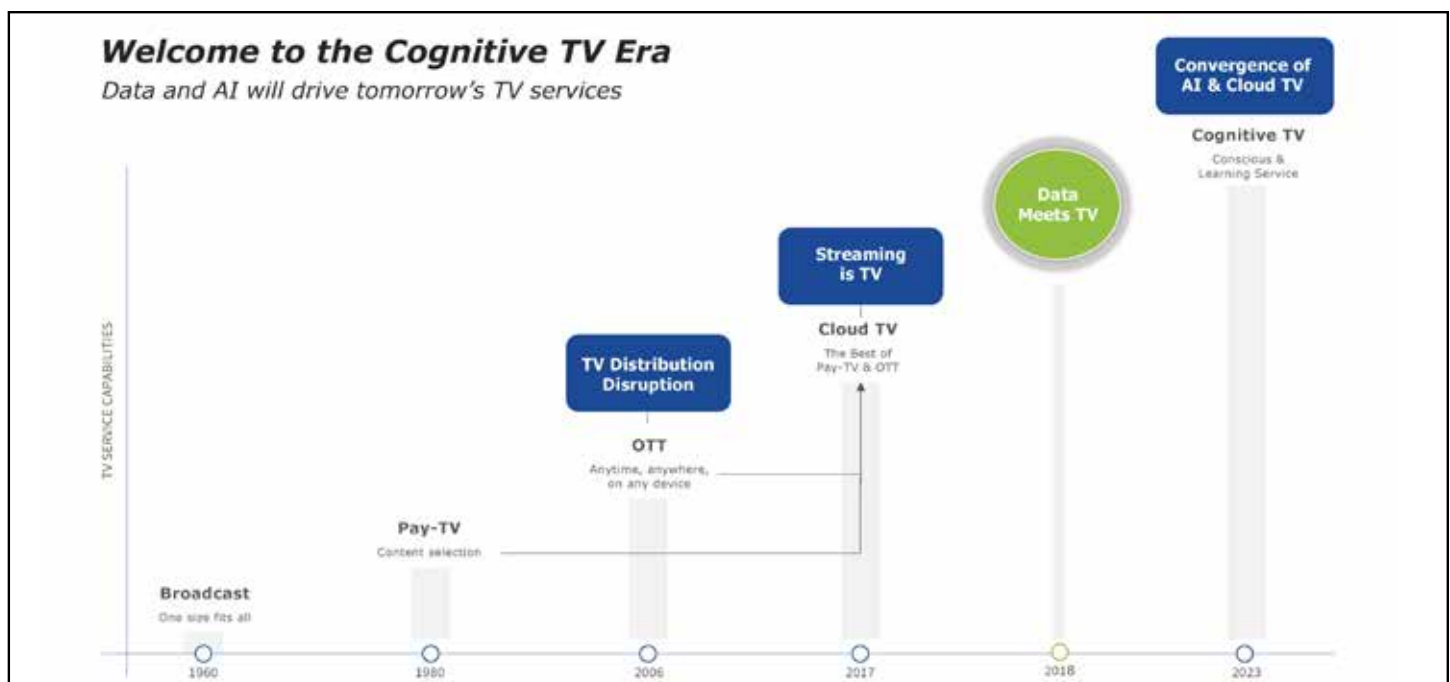 Welcome to the Cognitive TV Era
Data and AI will drive tomorrow's TV services
Convergence of
AI & Cloud TV
Cognitive TV
Conscious &
Learning Service
Data
Meets TV
Streaming
is TV
Cloud TV
The Best of
Pay-TV & OTT
TV Distribution
Disruption
OTT
Anytime, anywhere,
on any device
Pay-TV
Content selection
Broadcast
One size fits all
TV SERVICE CAPABILITIES
1960
1980
2006
2017
2018
2023